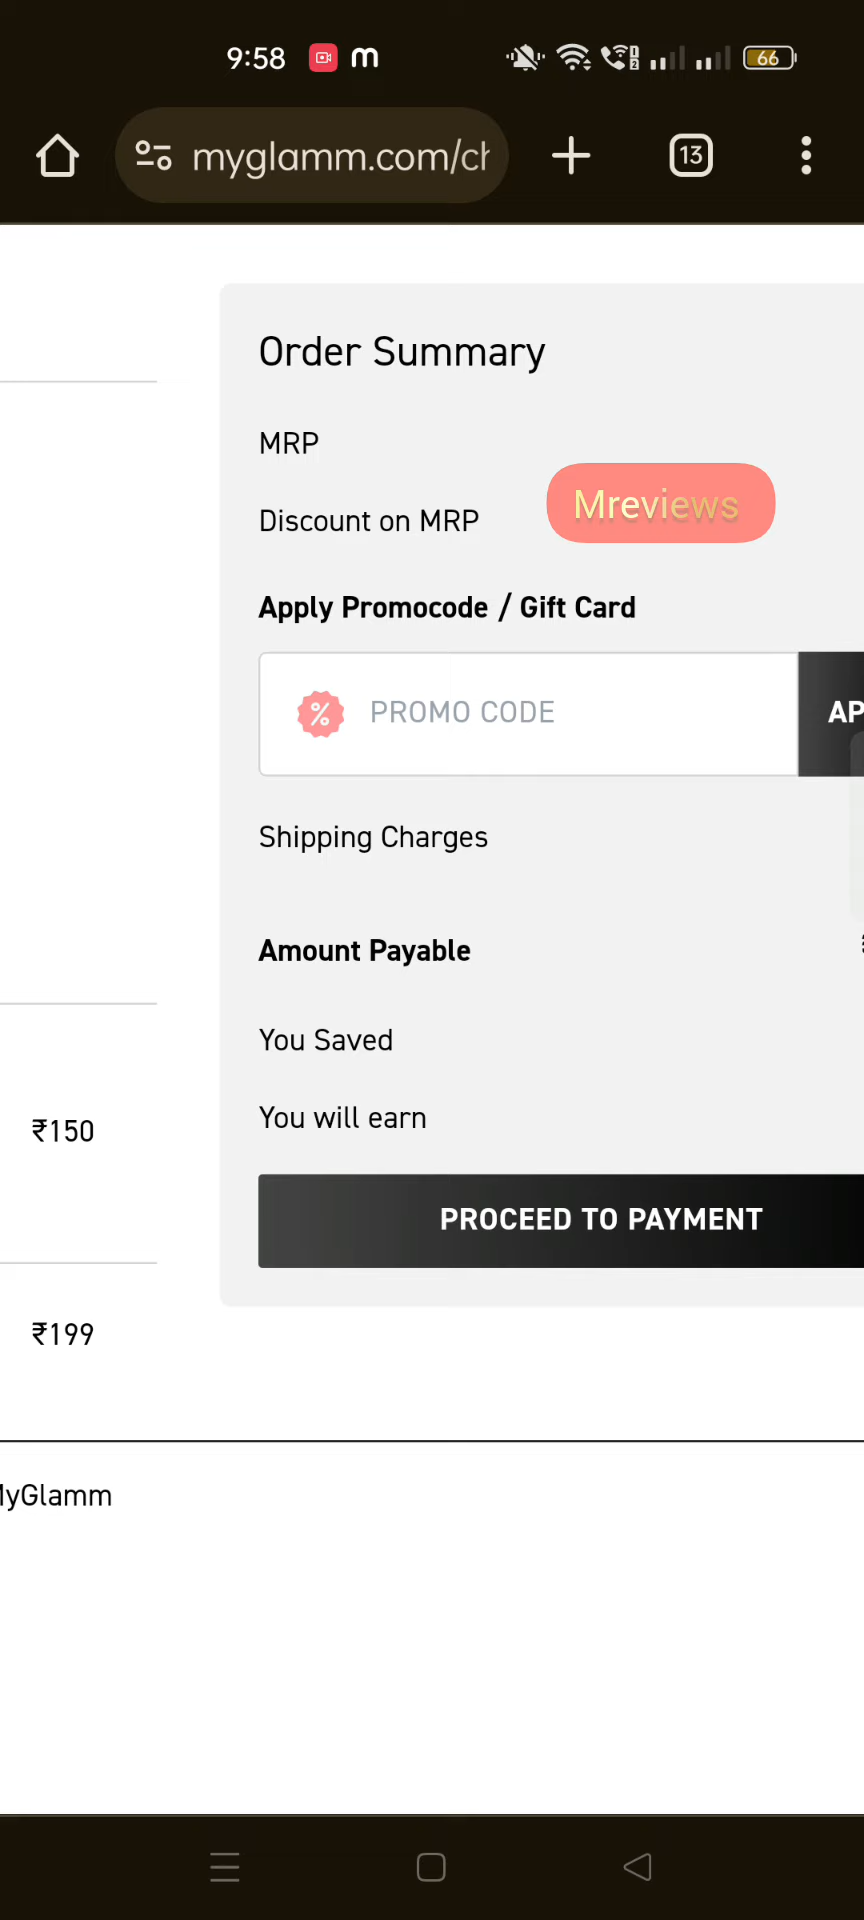 9:58
66
myglamm.com/ch
13
Order Summary
MRP
Mreviews
Discount on MRP
Apply Promocode / Gift Card
PROMO CODE
AP
Shipping Charges
Amount Payable
You Saved
You will earn
₹150
PROCEED TO PAYMENT
₹199
MyGlamm